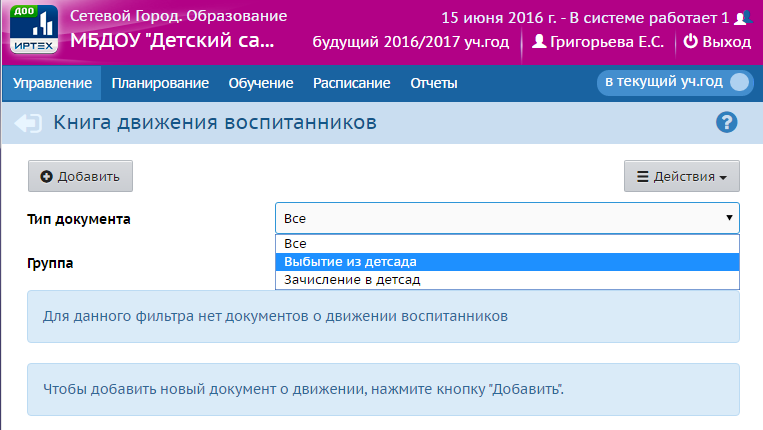 ДОО
ИРТЕХ
Сетевой Город. Образование
15 июня 2016 г. - В системе работает 1
МБДОУ "Детский са...
будущий 2016/2017 уч.год
Григорьева Е.С.
Выход
Управление Планирование Обучение Расписание Отчеты
в текущий уч.год
Книга движения воспитанников
?
Добавить
Действия
Тип документа
Все
Все
Выбытие из детсада
Группа
Зачисление в детсад
Для данного фильтра нет документов о движении воспитанников
Чтобы добавить новый документ о движении, нажмите кнопку "Добавить".